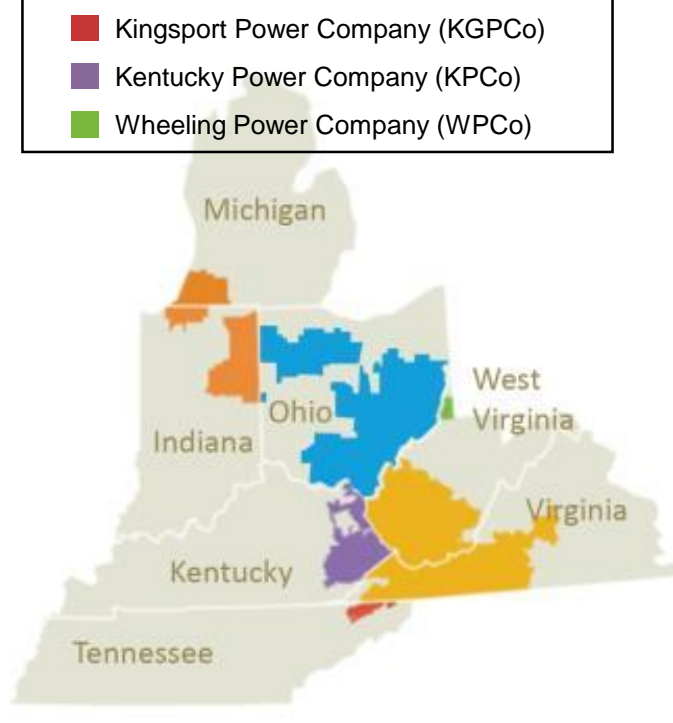 Kingsport Power Company (KGPCo)
Kentucky Power Company (KPCo)
Wheeling Power Company (WPCo)
Michigan
West
Virginia
Ohio
Indiana
Virginia
Kentucky
Tennessee